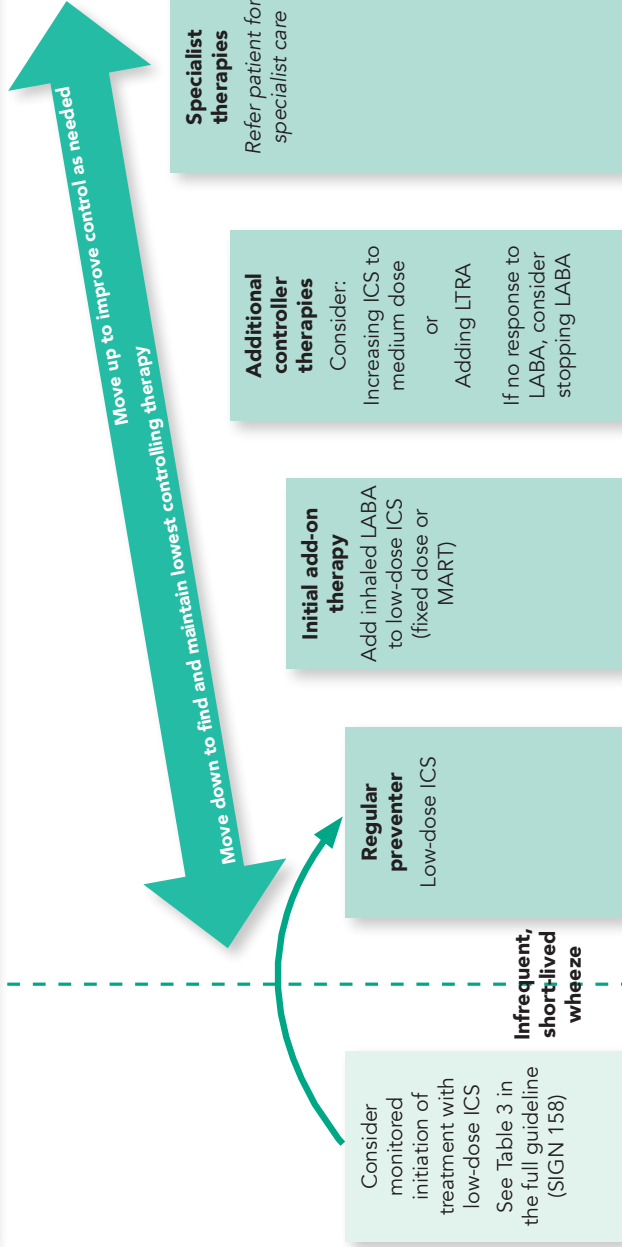 Move up to improve control as needed
Move down to find and maintain lowest controlling therapy
Consider
monitored
initiation of
treatment with
low-dose ICS
See Table 3 in
the full guideline
(SIGN 158)
Infrequent,
short-lived
wheeze
Regular
preventer
Low-dose ICS
Initial add-on
therapy
Add inhaled LABA
to low-dose ICS
(fixed dose or
MART)
Additional
controller
therapies
Consider:
Increasing ICS to
medium dose
or
Adding LTRA
If no response to
LABA, consider
stopping LABA
Specialist
therapies
Refer patient for
specialist care